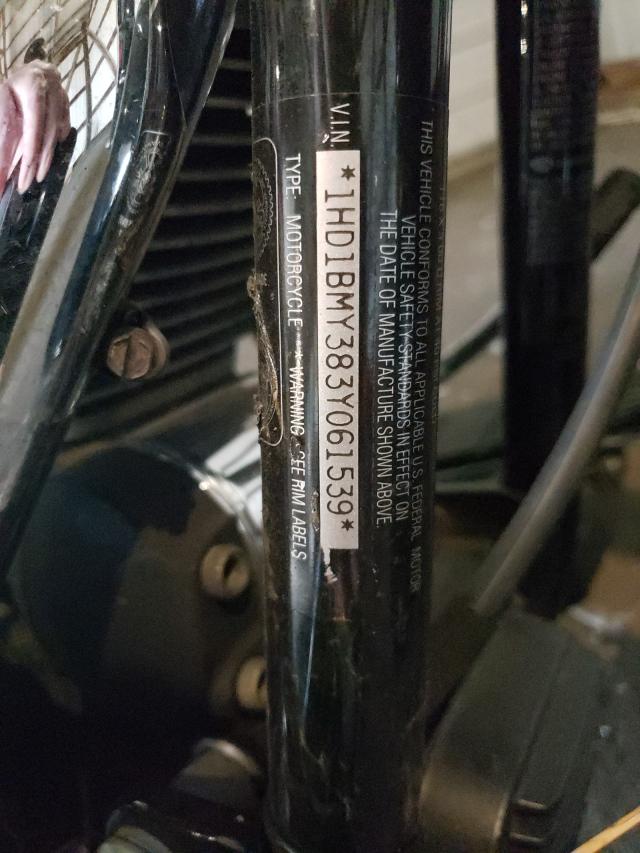 THIS VEHICLE CONFORMS TO ALL APPLICABLE U.S. FEDERAL MOTOR
VEHICLE SAFETY STANDARDS IN EFFECT ON
THE DATE OF MANUFACTURE SHOWN ABOVE.
V.I.N. *1HD1BMY383Y061539*
TYPE: MOTORCYCLE *** WARNING - SEE RIM LABELS